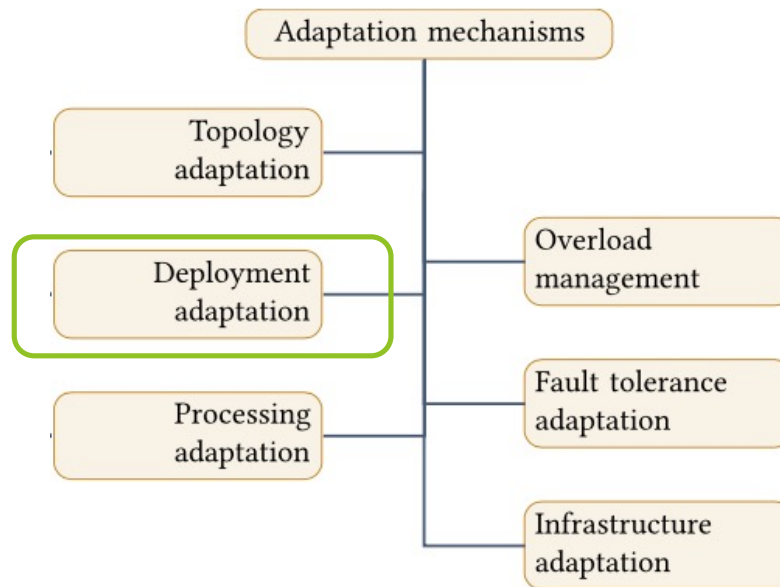 Adaptation mechanisms
Topology
adaptation
Deployment
adaptation
Processing
adaptation
Overload
management
Fault tolerance
adaptation
Infrastructure
adaptation